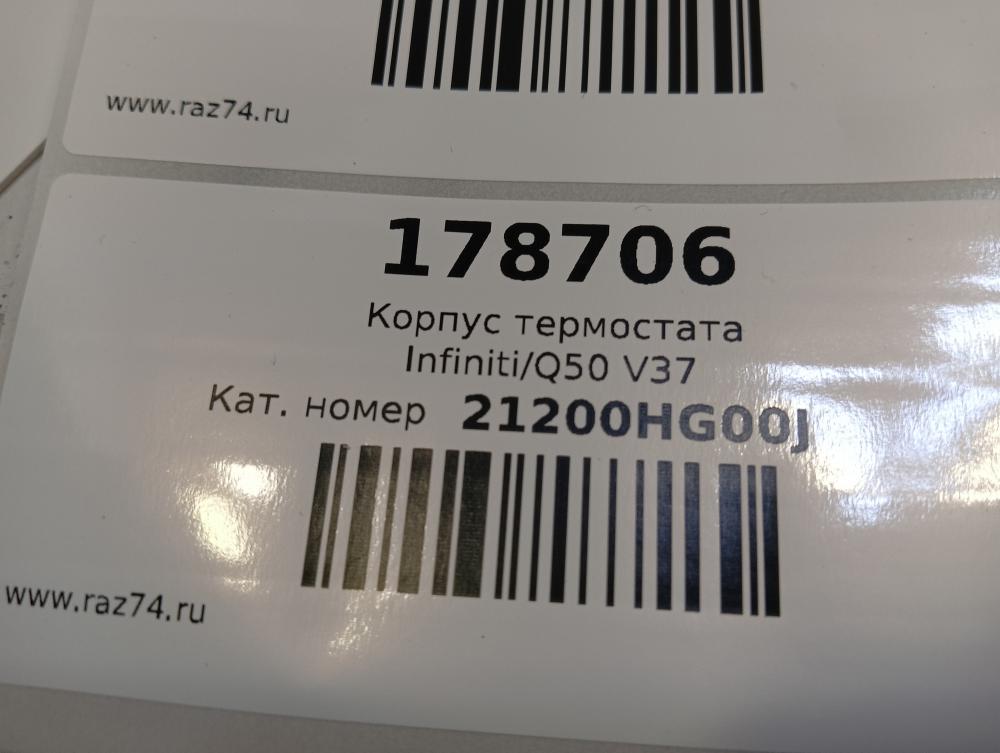 www.raz74.ru
178706
Корпус термостата
Infiniti/Q50 V37
Кат. номер 21200HG00J
www.raz74.ru